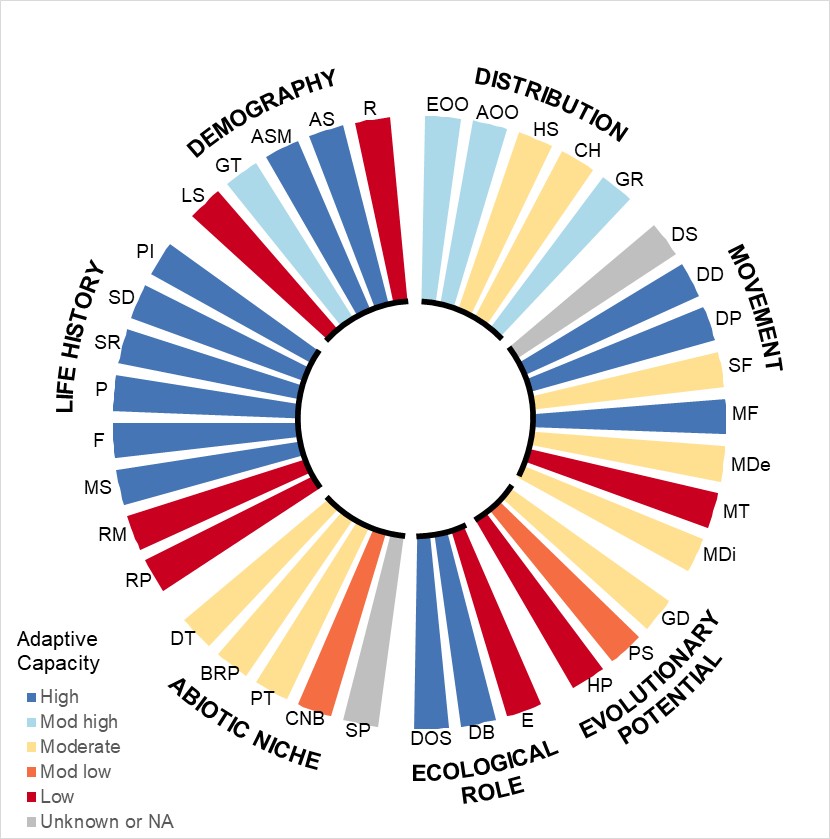 DEMOGRAPHY
LS
GT
ASM
AS
R
DISTRIBUTION
EOO
AOO
HS
CH
GR
MOVEMENT
DS
DD
DP
SF
MF
MDe
MT
MDi
EVOLUTIONARY
POTENTIAL
GD
PS
HP
ECOLOGICAL
ROLE
E
DB
DOS
ABIOTIC NICHE
SP
CNB
PT
BRP
DT
LIFE HISTORY
RP
RM
MS
F
P
SR
SD
PI
Adaptive
Capacity
High
Mod high
Moderate
Mod low
Low
Unknown or NA